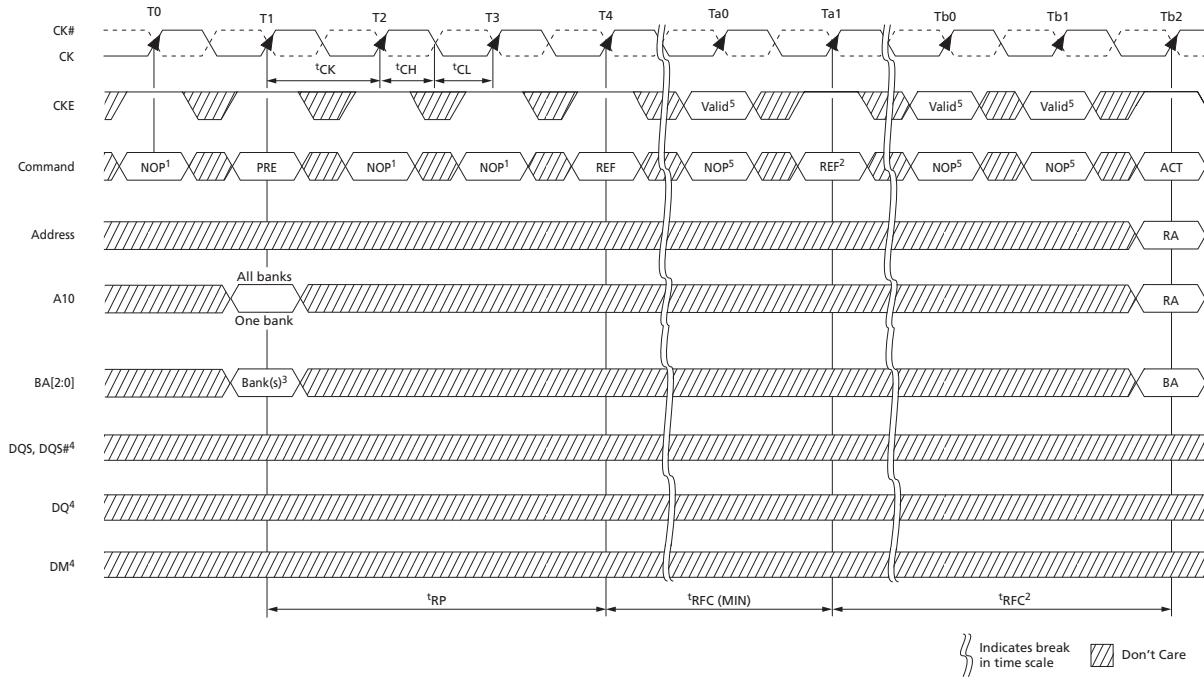 T0 T1 T2 T3 T4 Ta0 Ta1 Tb0 Tb1 Tb2
CK#
CK
tCK tCH tCL
CKE Valid5 Valid5 Valid5
Command NOP1 PRE NOP1 NOP1 REF NOP5 REF2 NOP5 NOP5 ACT
Address RA
All banks
A10 RA
One bank
BA[2:0] Bank(s)3 BA
DQS, DQS#4
DQ4
DM4
tRP tRFC (MIN) tRFC2
Indicates break
in time scale
Don't Care